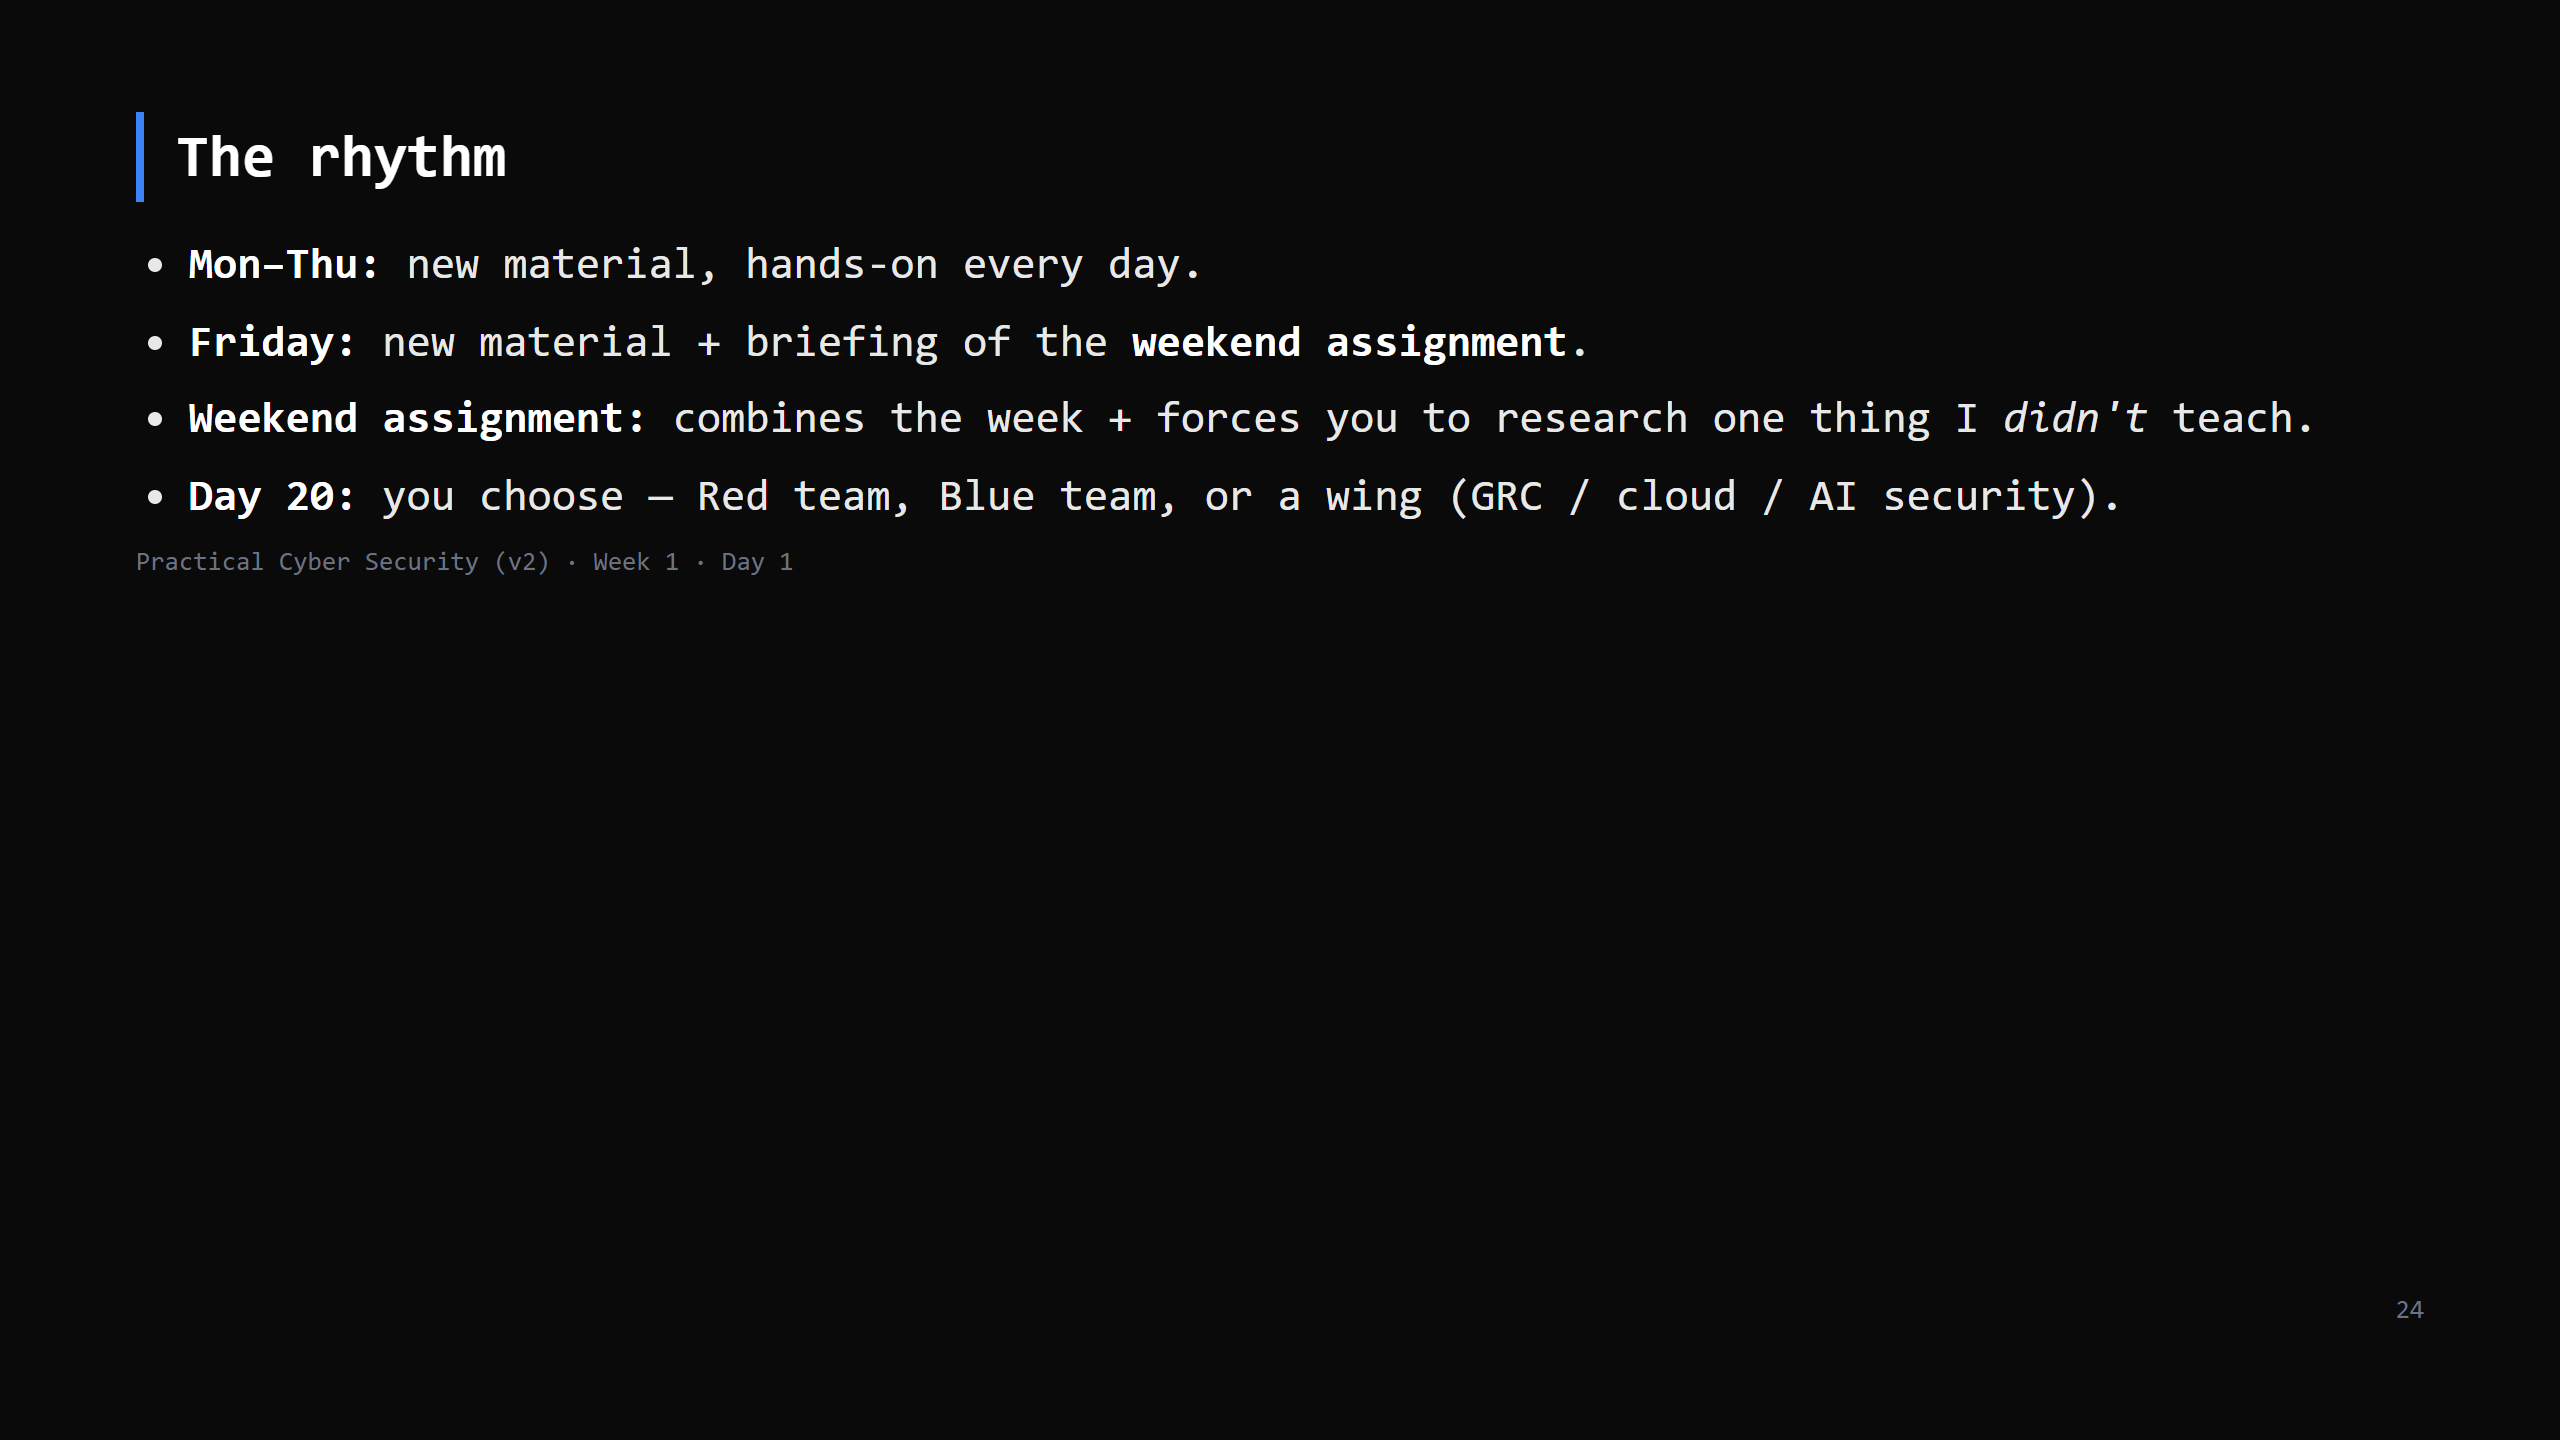 The rhythm
• Mon–Thu: new material, hands-on every day.
• Friday: new material + briefing of the weekend assignment.
• Weekend assignment: combines the week + forces you to research one thing I didn't teach.
• Day 20: you choose — Red team, Blue team, or a wing (GRC / cloud / AI security).
Practical Cyber Security (v2) · Week 1 · Day 1
24